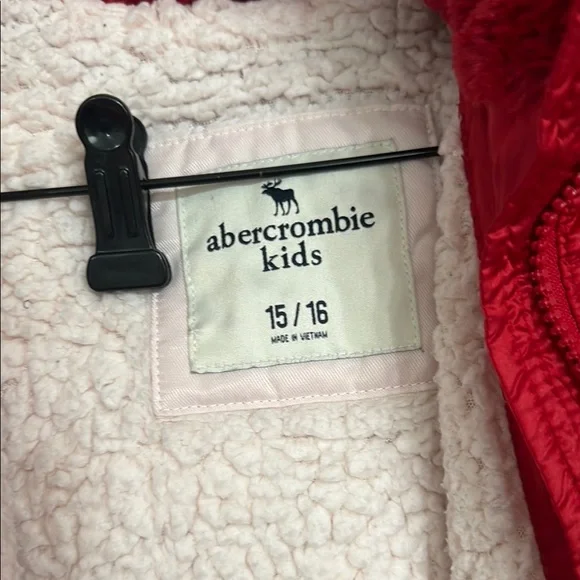 abercrombie
kids
15 / 16
MADE IN VIETNAM